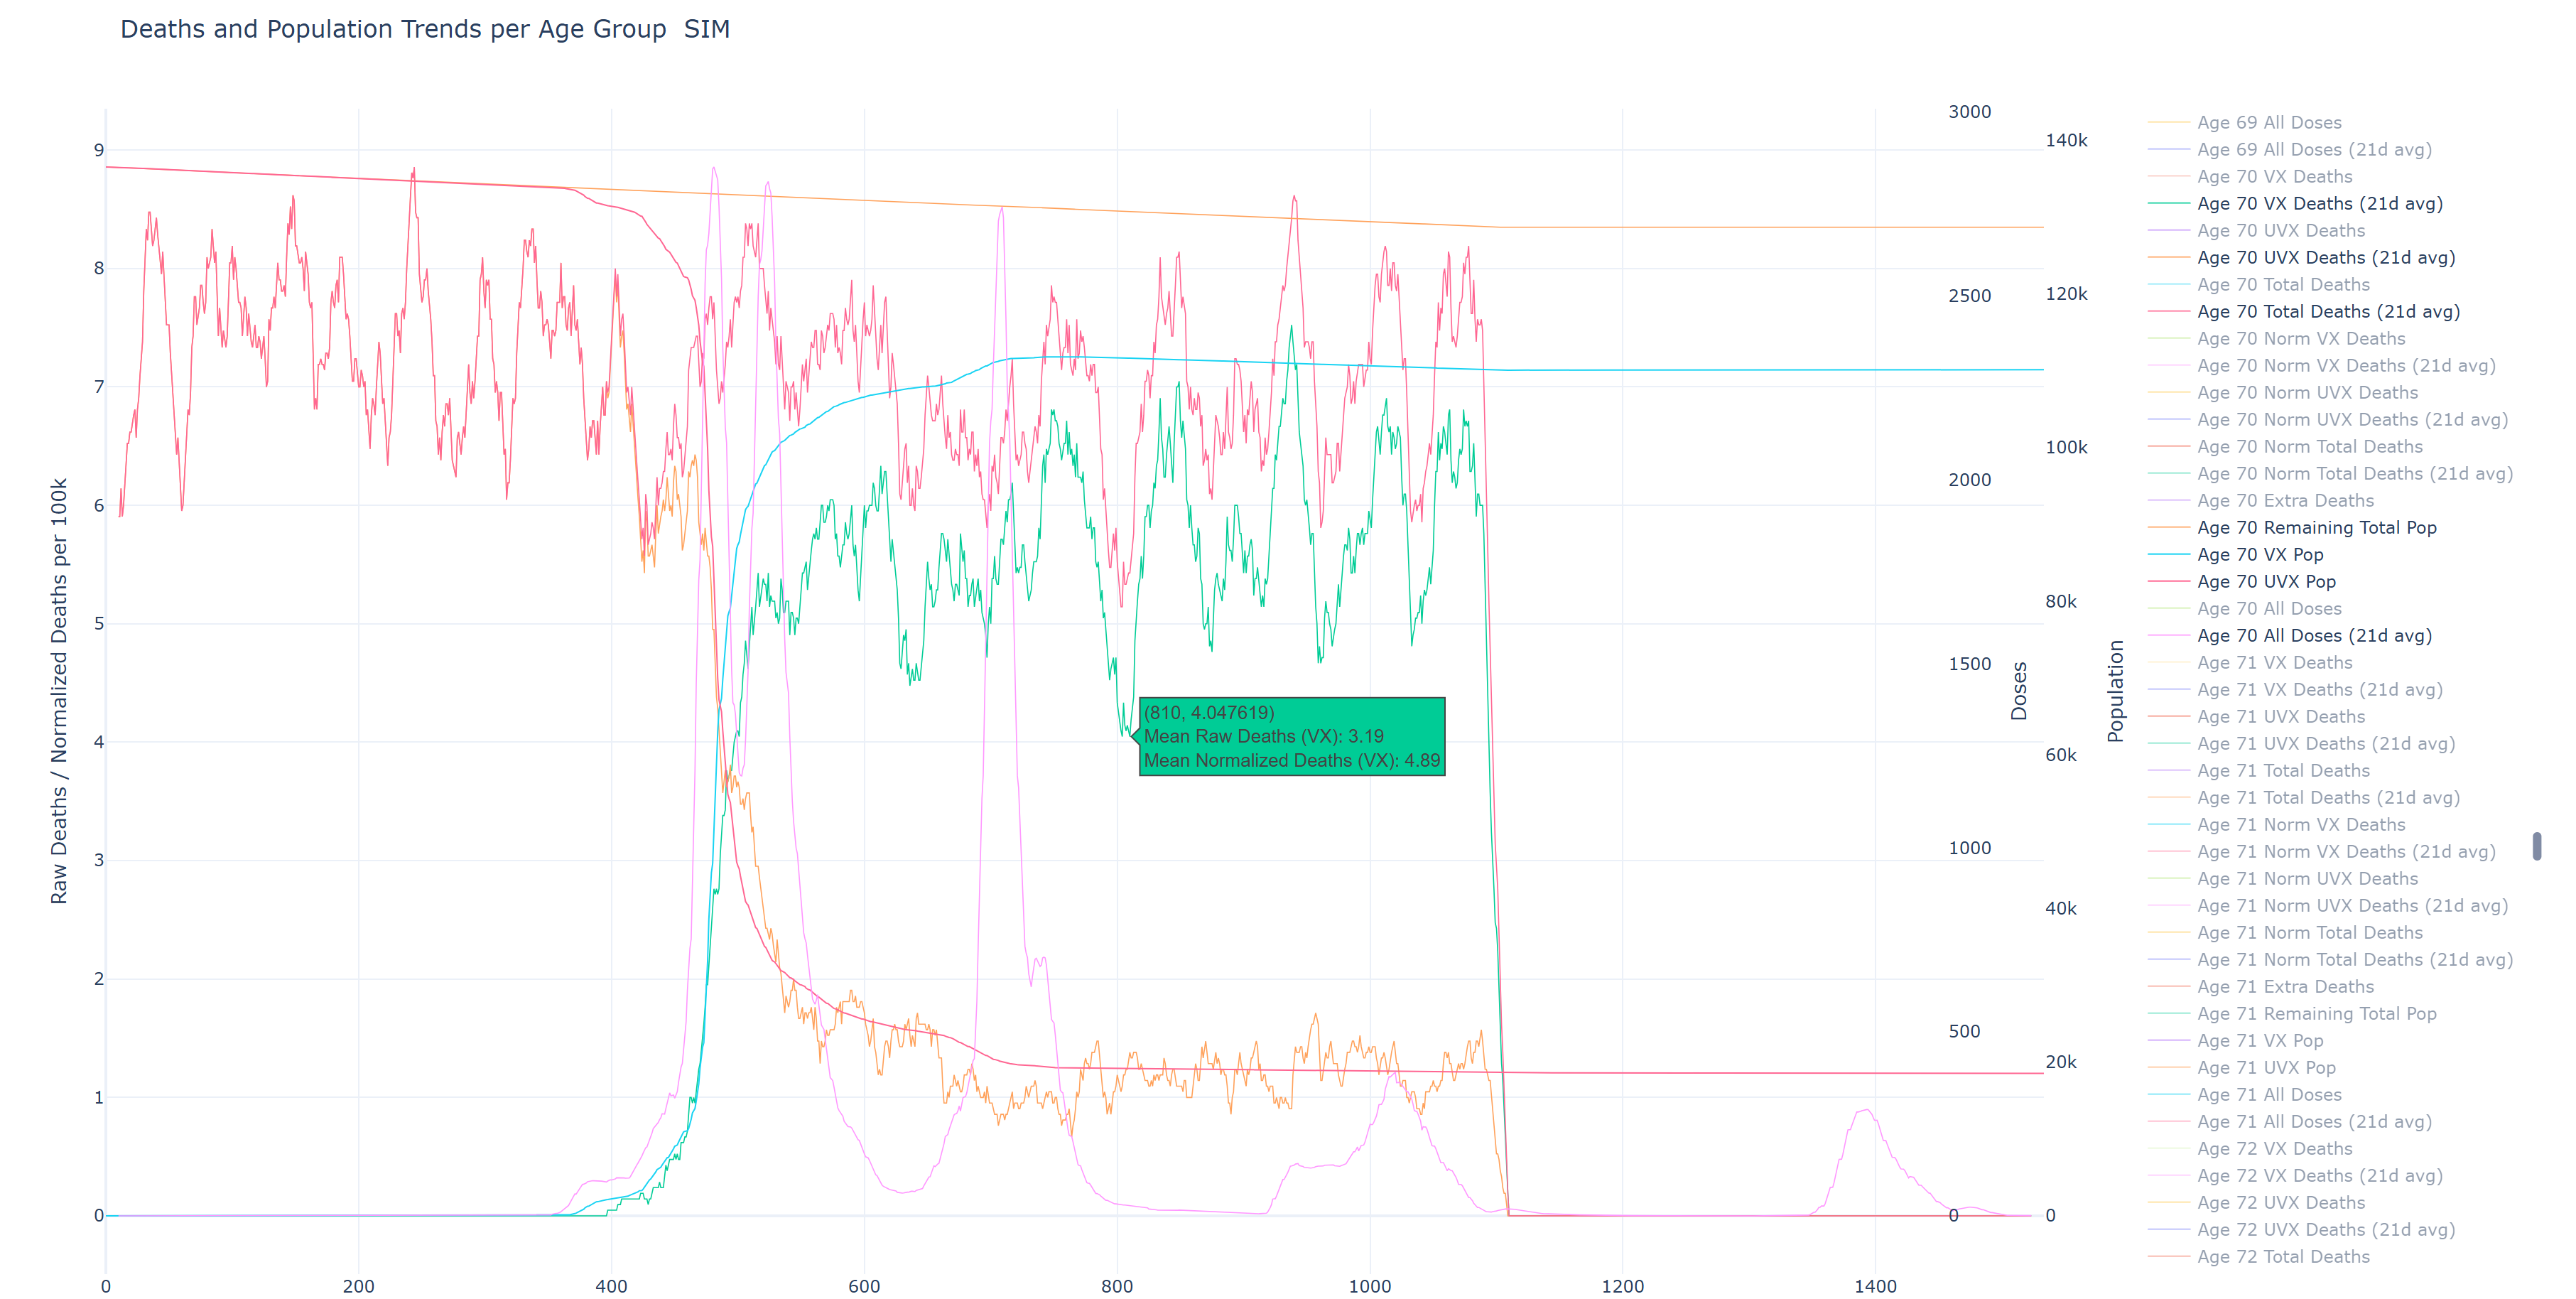 Deaths and Population Trends per Age Group  SIM
9
8
7
6
5
4
3
2
1
0
Raw Deaths / Normalized Deaths per 100k
0
200
400
600
800
1000
1200
1400
(810, 4.047619)
Mean Raw Deaths (VX): 3.19
Mean Normalized Deaths (VX): 4.89
3000
2500
2000
1500
1000
500
0
Doses
140k
120k
100k
80k
60k
40k
20k
0
Population
Age 69 All Doses
Age 69 All Doses (21d avg)
Age 70 VX Deaths
Age 70 VX Deaths (21d avg)
Age 70 UVX Deaths
Age 70 UVX Deaths (21d avg)
Age 70 Total Deaths
Age 70 Total Deaths (21d avg)
Age 70 Norm VX Deaths
Age 70 Norm VX Deaths (21d avg)
Age 70 Norm UVX Deaths
Age 70 Norm UVX Deaths (21d avg)
Age 70 Norm Total Deaths
Age 70 Norm Total Deaths (21d avg)
Age 70 Extra Deaths
Age 70 Remaining Total Pop
Age 70 VX Pop
Age 70 UVX Pop
Age 70 All Doses
Age 70 All Doses (21d avg)
Age 71 VX Deaths
Age 71 VX Deaths (21d avg)
Age 71 UVX Deaths
Age 71 UVX Deaths (21d avg)
Age 71 Total Deaths
Age 71 Total Deaths (21d avg)
Age 71 Norm VX Deaths
Age 71 Norm VX Deaths (21d avg)
Age 71 Norm UVX Deaths
Age 71 Norm UVX Deaths (21d avg)
Age 71 Norm Total Deaths
Age 71 Norm Total Deaths (21d avg)
Age 71 Extra Deaths
Age 71 Remaining Total Pop
Age 71 VX Pop
Age 71 UVX Pop
Age 71 All Doses
Age 71 All Doses (21d avg)
Age 72 VX Deaths
Age 72 VX Deaths (21d avg)
Age 72 UVX Deaths
Age 72 UVX Deaths (21d avg)
Age 72 Total Deaths